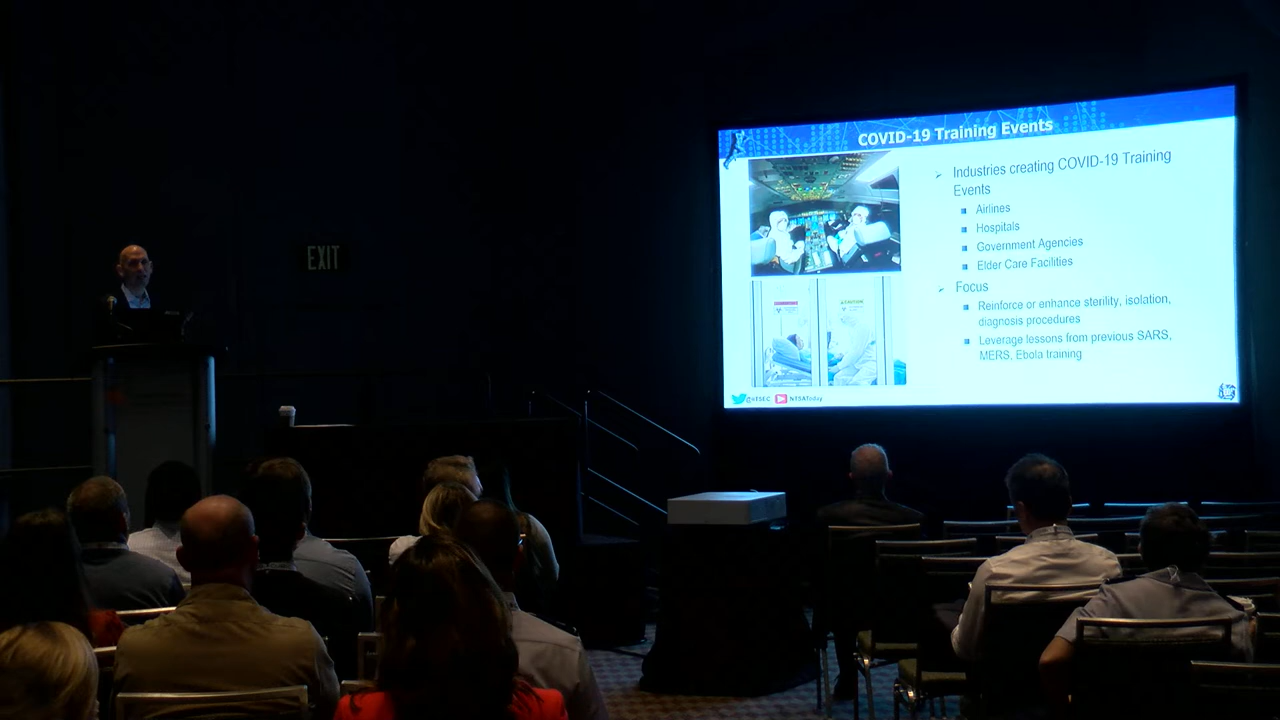 COVID-19 Training Events
Industries creating COVID-19 Training
Events
Airlines
Hospitals
Government Agencies
Elder Care Facilities
Focus
Reinforce or enhance sterility, isolation,
diagnosis procedures
Leverage lessons from previous SARS,
MERS, Ebola training
NTSAToday
EXIT